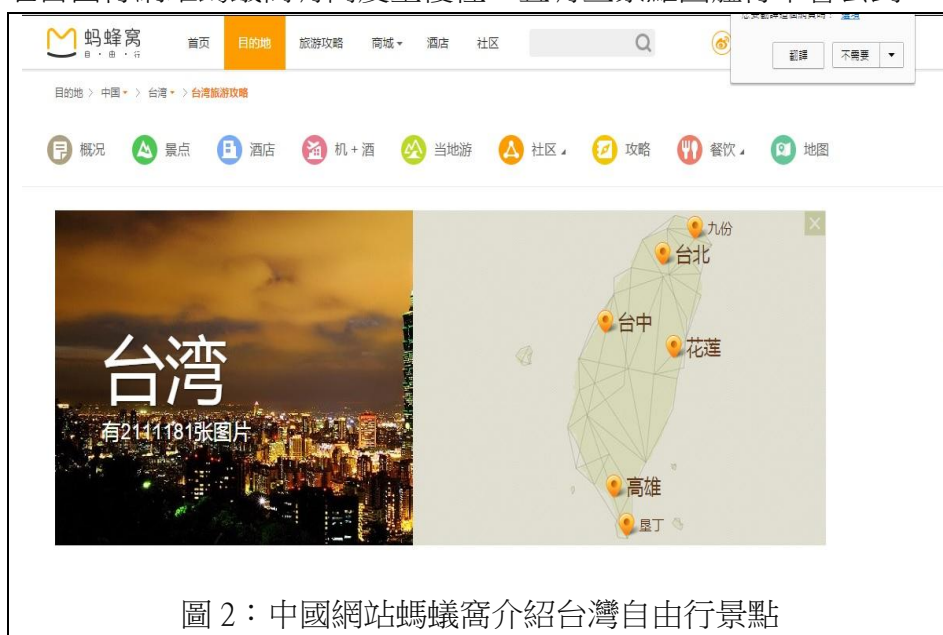 蚂蜂窝
自·由·行
首页 目的地 旅游攻略 商城 酒店 社区
翻譯 不需要
目的地 > 中国 > 台湾 > 台湾旅游攻略
概况 景点 酒店 机+酒 当地游 社区 攻略 餐饮 地图
九份
台北
台中
花莲
台湾
有2111181张图片
高雄
垦丁
圖 2：中國網站螞蟻窩介紹台灣自由行景點